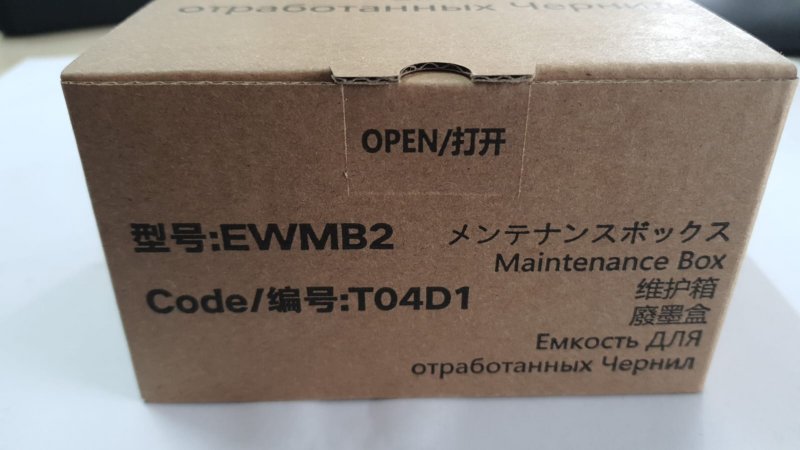 отработанных Чернил
OPEN/打开
型号:EWMB2
Code/编号:T04D1
メンテナンスボックス
Maintenance Box
维护箱
廢墨盒
Емкость ДЛЯ
отработанных Чернил